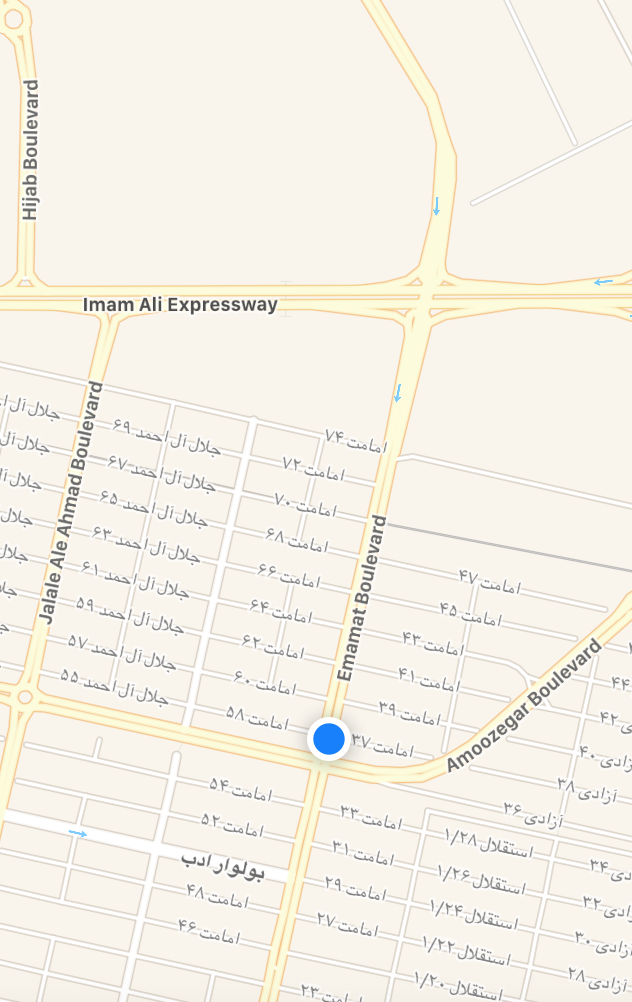 Hijab Boulevard
Imam Ali Expressway
Jalale Ale Ahmad Boulevard
Emamat Boulevard
Amoozegar Boulevard
امامت ۷۴
جلال آل احمد ۶۹
امامت ۷۲
جلال آل احمد ۶۷
امامت ۷۰
جلال آل احمد ۶۵
امامت ۶۸
جلال آل احمد ۶۳
امامت ۶۶
امامت ۴۷
جلال آل احمد ۶۱
امامت ۶۴
امامت ۴۵
جلال آل احمد ۵۹
امامت ۶۲
امامت ۴۳
جلال آل احمد ۵۷
امامت ۶۰
امامت ۴۱
جلال آل احمد ۵۵
امامت ۵۸
امامت ۳۹
امامت ۳۷
امامت ۵۴
امامت ۳۳
آزادی ۳۶
آزادی ۳۸
امامت ۵۲
امامت ۳۱
استقلال ۱/۲۸
بولوار ادب
امامت ۲۹
استقلال ۱/۲۶
امامت ۴۸
امامت ۲۷
استقلال ۱/۲۴
امامت ۴۶
استقلال ۱/۲۲
امامت ۲۳
استقلال ۱/۲۰
جلال آل
۴۴
۴۲
۴۰
۳۴
۳۲
۳۰
آزادی ۲۸